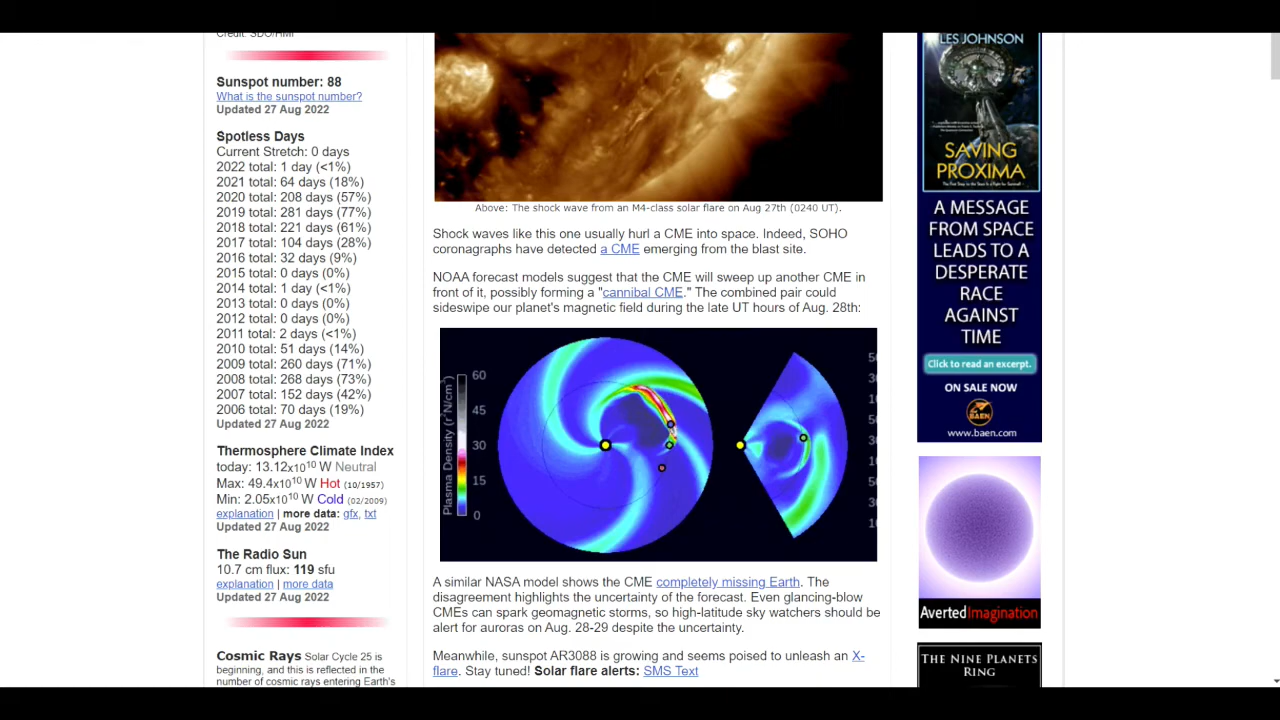 Credit: SDO/HMI
Sunspot number: 88
What is the sunspot number?
Updated 27 Aug 2022
Spotless Days
Current Stretch: 0 days
2022 total: 1 day (<1%)
2021 total: 64 days (18%)
2020 total: 208 days (57%)
2019 total: 281 days (77%)
2018 total: 221 days (61%)
2017 total: 104 days (28%)
2016 total: 32 days (9%)
2015 total: 0 days (0%)
2014 total: 1 day (<1%)
2013 total: 0 days (0%)
2012 total: 0 days (0%)
2011 total: 2 days (<1%)
2010 total: 51 days (14%)
2009 total: 260 days (71%)
2008 total: 268 days (73%)
2007 total: 152 days (42%)
2006 total: 70 days (19%)
Updated 27 Aug 2022
Thermosphere Climate Index
today: 13.12x10^10 W Neutral
Max: 49.4x10^10 W Hot (10/1957)
Min: 2.05x10^10 W Cold (02/2009)
explanation | more data: gfx, txt
Updated 27 Aug 2022
The Radio Sun
10.7 cm flux: 119 sfu
explanation | more data
Updated 27 Aug 2022
Cosmic Rays Solar Cycle 25 is
beginning, and this is reflected in the
number of cosmic rays entering Earth's
Above: The shock wave from an M4-class solar flare on Aug 27th (0240 UT).
Shock waves like this one usually hurl a CME into space. Indeed, SOHO
coronagraphs have detected a CME emerging from the blast site.
NOAA forecast models suggest that the CME will sweep up another CME in
front of it, possibly forming a "cannibal CME." The combined pair could
sideswipe our planet's magnetic field during the late UT hours of Aug. 28th:
Plasma Density (r²N/cm³)
60
45
30
15
0
A similar NASA model shows the CME completely missing Earth. The
disagreement highlights the uncertainty of the forecast. Even glancing-blow
CMEs can spark geomagnetic storms, so high-latitude sky watchers should be
alert for auroras on Aug. 28-29 despite the uncertainty.
Meanwhile, sunspot AR3088 is growing and seems poised to unleash an X-
flare. Stay tuned! Solar flare alerts: SMS Text
LES JOHNSON
SAVING
PROXIMA
A MESSAGE
FROM SPACE
LEADS TO A
DESPERATE
RACE
AGAINST
TIME
Click to read an excerpt.
ON SALE NOW
BAEN
www.baen.com
AvertedImagination
THE NINE PLANETS
RING